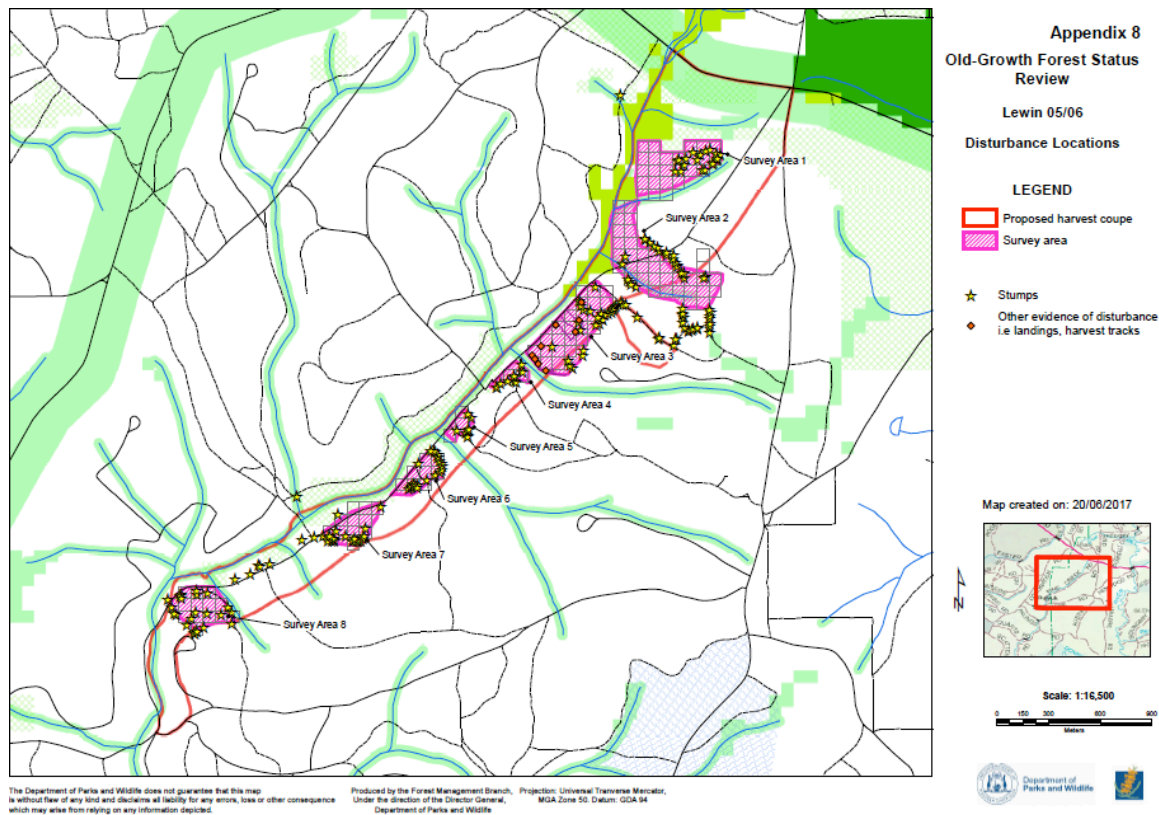 Appendix 8
Old-Growth Forest Status
Review
Lewin 05/06
Disturbance Locations
LEGEND
Proposed harvest coupe
Survey area
Stumps
Other evidence of disturbance
i.e landings, harvest tracks
Survey Area 1
Survey Area 2
Survey Area 3
Survey Area 4
Survey Area 5
Survey Area 6
Survey Area 7
Survey Area 8
Map created on: 20/06/2017
Scale: 1:16,500
0 150 300 600 900
Meters
Department of
Parks and Wildlife
The Department of Parks and Wildlife does not guarantee that this map
is without flaw of any kind and disclaims all liability for any errors, loss or other consequence
which may arise from relying on any information depicted.
Produced by the Forest Management Branch,
Under the direction of the Director General,
Department of Parks and Wildlife
Projection: Universal Tranverse Mercator,
MGA Zone 50. Datum: GDA 94